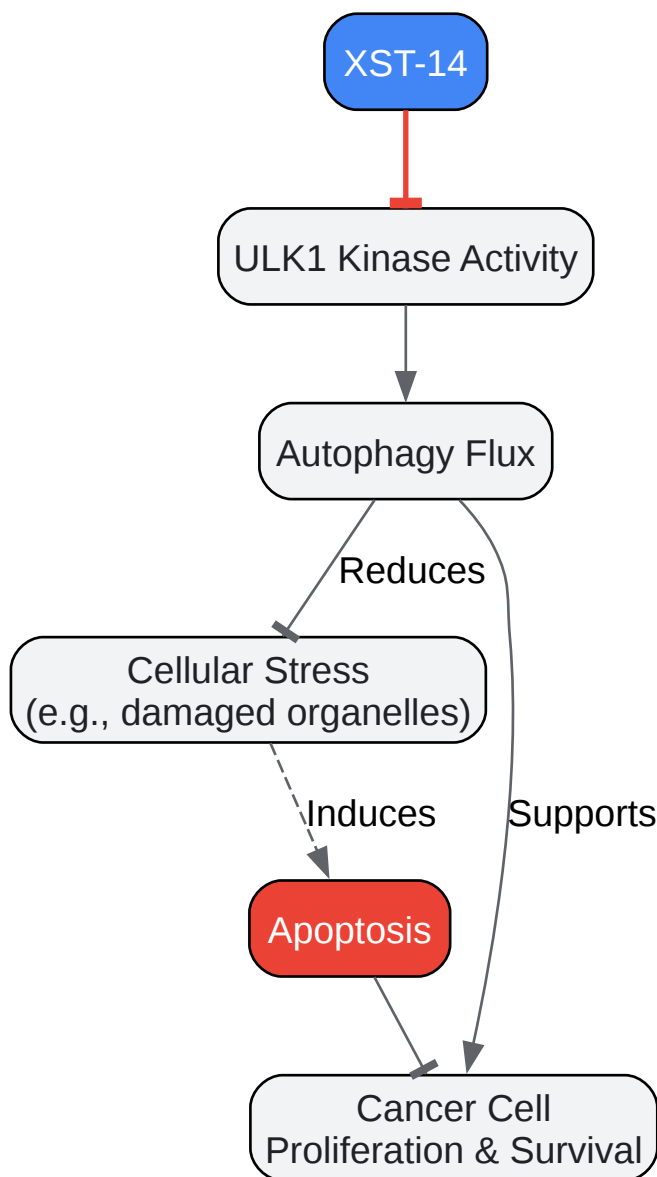 XST-14
ULK1 Kinase Activity
Autophagy Flux
Reduces
Cellular Stress
(e.g., damaged organelles)
Induces
Supports
Apoptosis
Cancer Cell
Proliferation & Survival